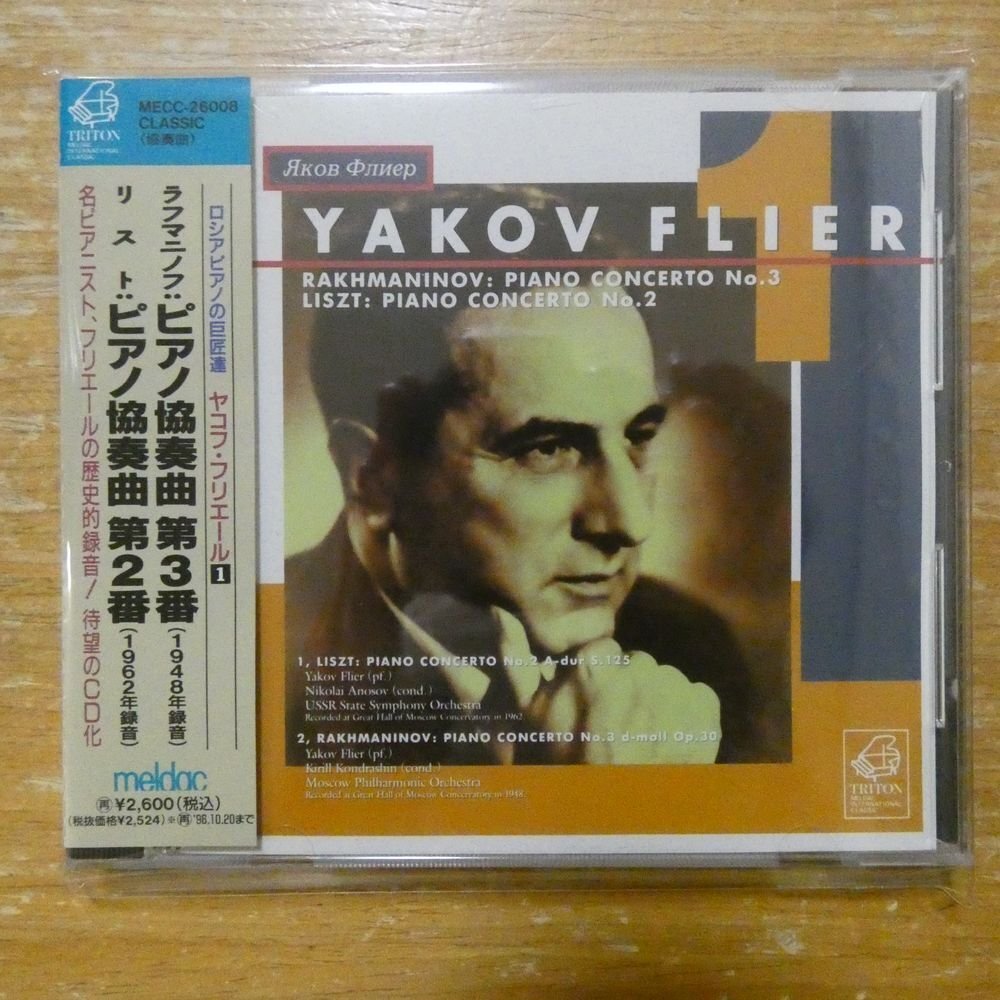 TRITON
MELDAC
INTERNATIONAL
CLASSIC
MECC-26008
CLASSIC
(協奏曲)
ロシアピアノの巨匠達 ヤコフ・フリエール1
ラフマニノフ:ピアノ協奏曲 第3番(1948年録音)
リスト:ピアノ協奏曲 第2番(1962年録音)
名ピアニスト、フリエールの歴史的録音! 待望のCD化
meldac
再¥2,600(税込)
(税抜価格¥2,524)※再'96.10.20まで
1
Яков Флиер
YAKOV FLIER
RAKHMANINOV: PIANO CONCERTO No.3
LISZT: PIANO CONCERTO No.2
1, LISZT: PIANO CONCERTO No.2 A-dur S.125
Yakov Flier (pf.)
Nikolai Anosov (cond.)
USSR State Symphony Orchestra
Recorded at Great Hall of Moscow Conservatory in 1962
2, RAKHMANINOV: PIANO CONCERTO No.3 d-moll Op.30
Yakov Flier (pf.)
Kirill Kondrashin (cond.)
Moscow Philharmonic Orchestra
Recorded at Great Hall of Moscow Conservatory in 1948.
TRITON
MELDAC
INTERNATIONAL
CLASSIC